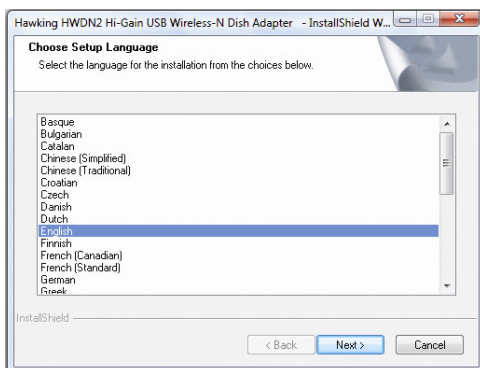 Hawking HWDN2 Hi-Gain USB Wireless-N Dish Adapter - InstallShield W...
Choose Setup Language
Select the language for the installation from the choices below.
Basque
Bulgarian
Catalan
Chinese (Simplified)
Chinese (Traditional)
Croatian
Czech
Danish
Dutch
English
Finnish
French (Canadian)
French (Standard)
German
Greek
InstallShield
< Back Next > Cancel